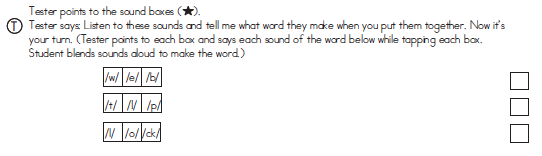 Tester points to the sound boxes (★).
Ⓣ Tester says: Listen to these sounds and tell me what word they make when you put them together. Now it's
your turn. (Tester points to each box and says each sound of the word below while tapping each box.
Student blends sounds aloud to make the word.)
/w/ /e/ /b/
/t/ /l/ /p/
/l/ /o/ /ck/